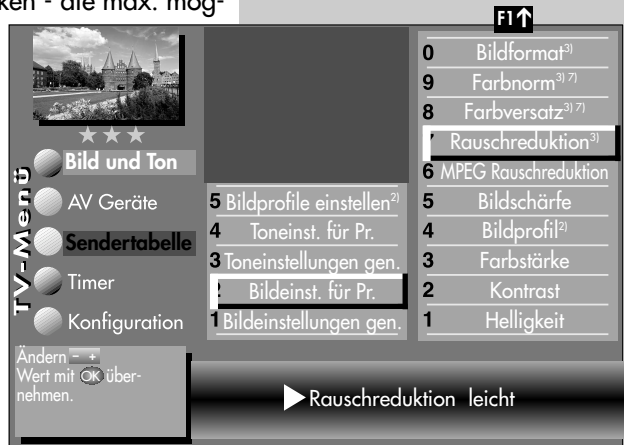 ken - die max. mög-
F1↑
TV-Menü
Bild und Ton
AV Geräte
Sendertabelle
Timer
Konfiguration
5 Bildprofile einstellen2)
4 Toneinst. für Pr.
3 Toneinstellungen gen.
2 Bildeinst. für Pr.
1 Bildeinstellungen gen.
0 Bildformat3)
9 Farbnorm3) 7)
8 Farbversatz3) 7)
7 Rauschreduktion3)
6 MPEG Rauschreduktion
5 Bildschärfe
4 Bildprofil2)
3 Farbstärke
2 Kontrast
1 Helligkeit
Ändern - +
Wert mit OK über-
nehmen.
Rauschreduktion leicht